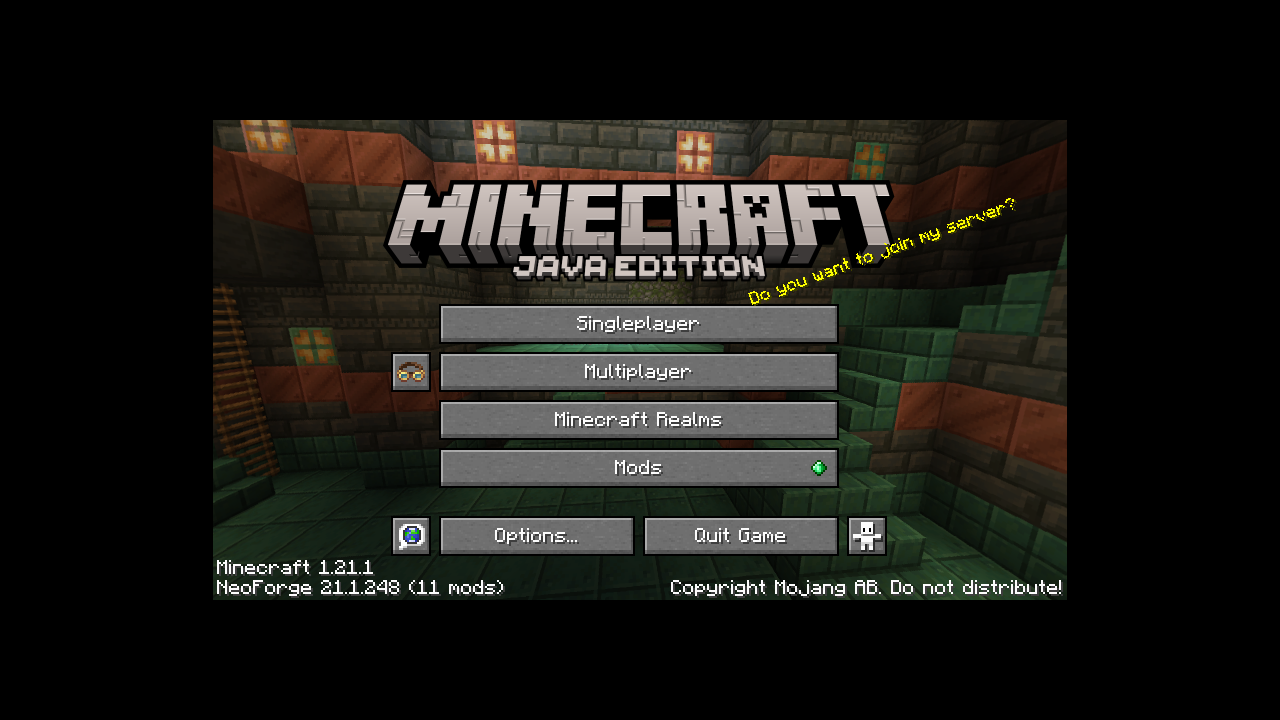 MINECRAFT
JAVA EDITION
Do you want to join my server?
Singleplayer
Multiplayer
Minecraft Realms
Mods
Options...
Quit Game
Minecraft 1.21.1
NeoForge 21.1.248 (11 mods)
Copyright Mojang AB. Do not distribute!